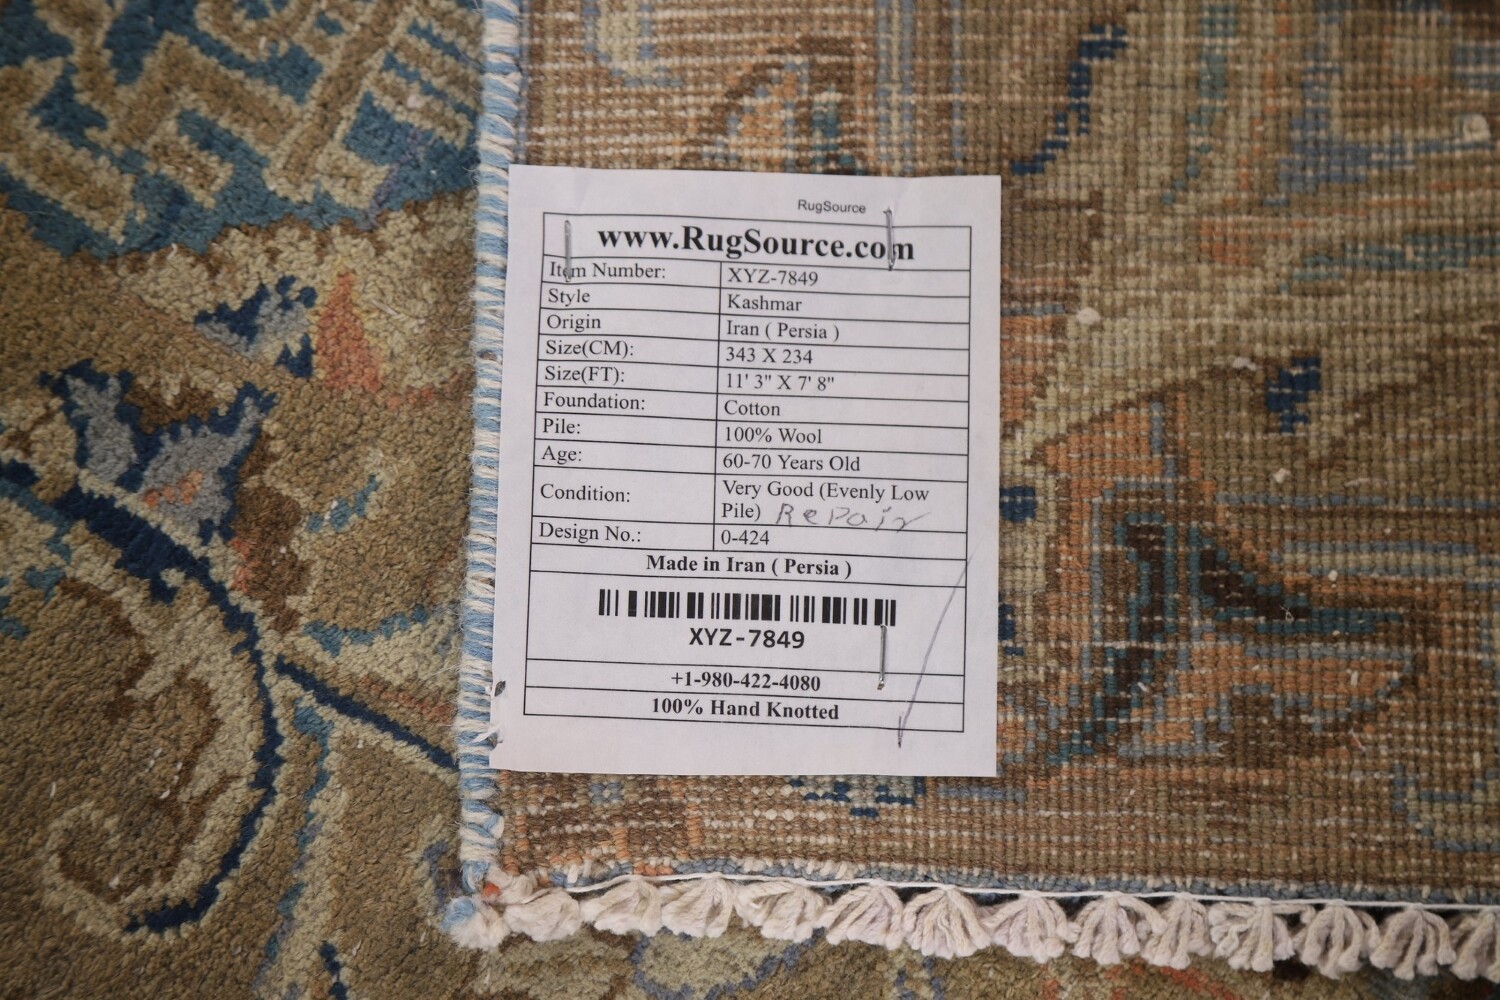 RugSource
www.RugSource.com
Item Number: XYZ-7849
Style Kashmar
Origin Iran ( Persia )
Size(CM): 343 X 234
Size(FT): 11' 3" X 7' 8"
Foundation: Cotton
Pile: 100% Wool
Age: 60-70 Years Old
Condition: Very Good (Evenly Low
Pile) Repair
Design No.: 0-424
Made in Iran ( Persia )
XYZ-7849
+1-980-422-4080
100% Hand Knotted